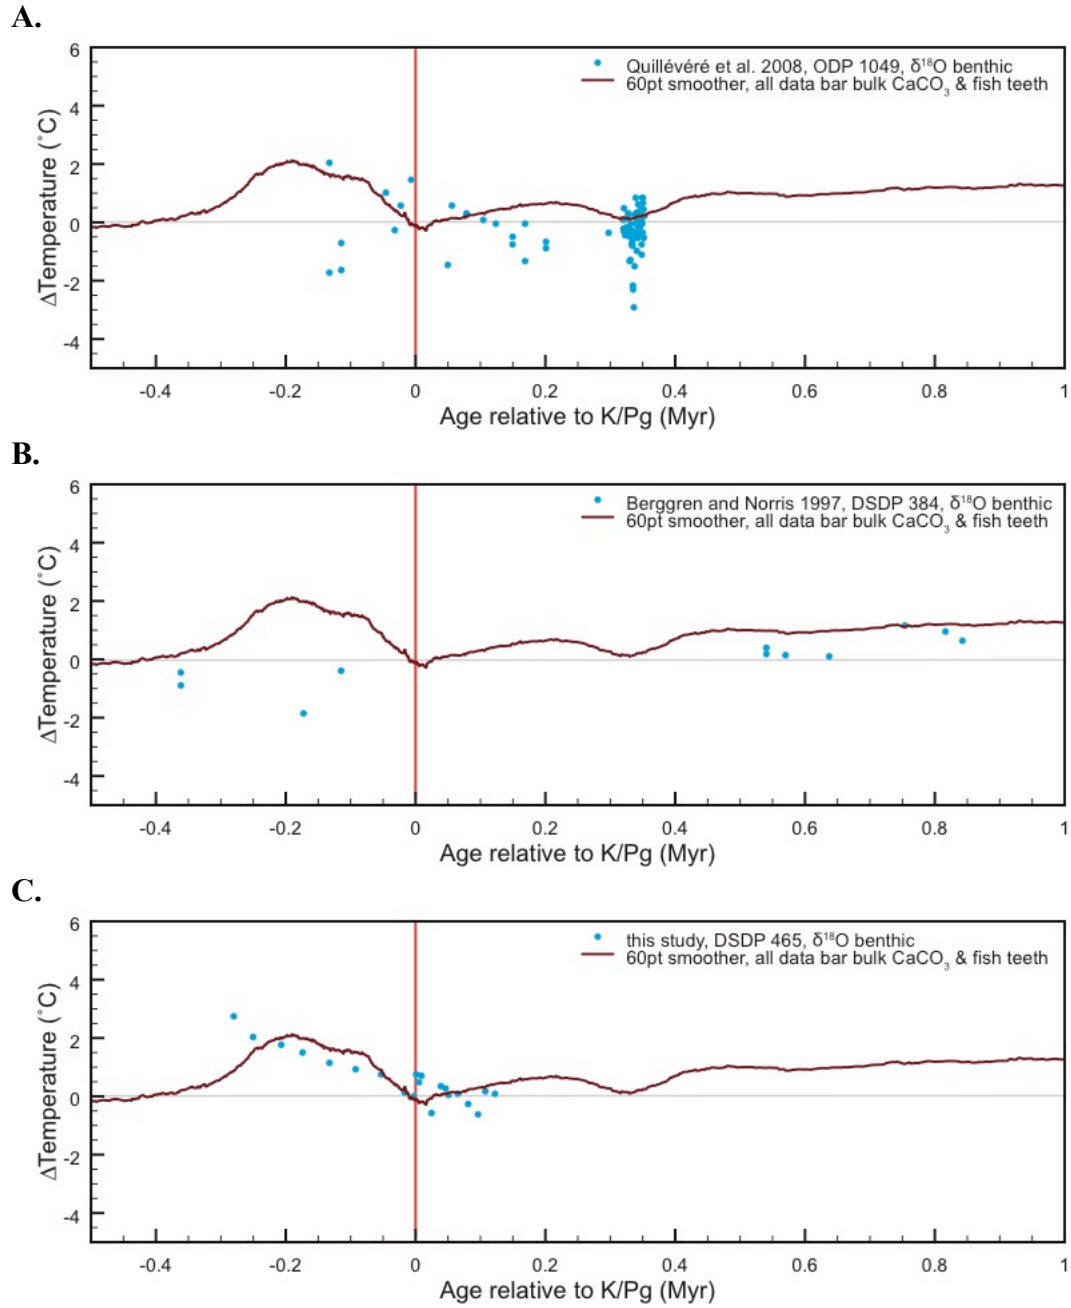 A.
6
4
2
0
-2
-4
ΔTemperature (˚C)
Quillévéré et al. 2008, ODP 1049, δ¹⁸O benthic
60pt smoother, all data bar bulk CaCO₃ & fish teeth
-0.4 -0.2 0 0.2 0.4 0.6 0.8 1
Age relative to K/Pg (Myr)
B.
6
4
2
0
-2
-4
ΔTemperature (˚C)
Berggren and Norris 1997, DSDP 384, δ¹⁸O benthic
60pt smoother, all data bar bulk CaCO₃ & fish teeth
-0.4 -0.2 0 0.2 0.4 0.6 0.8 1
Age relative to K/Pg (Myr)
C.
6
4
2
0
-2
-4
ΔTemperature (˚C)
this study, DSDP 465, δ¹⁸O benthic
60pt smoother, all data bar bulk CaCO₃ & fish teeth
-0.4 -0.2 0 0.2 0.4 0.6 0.8 1
Age relative to K/Pg (Myr)